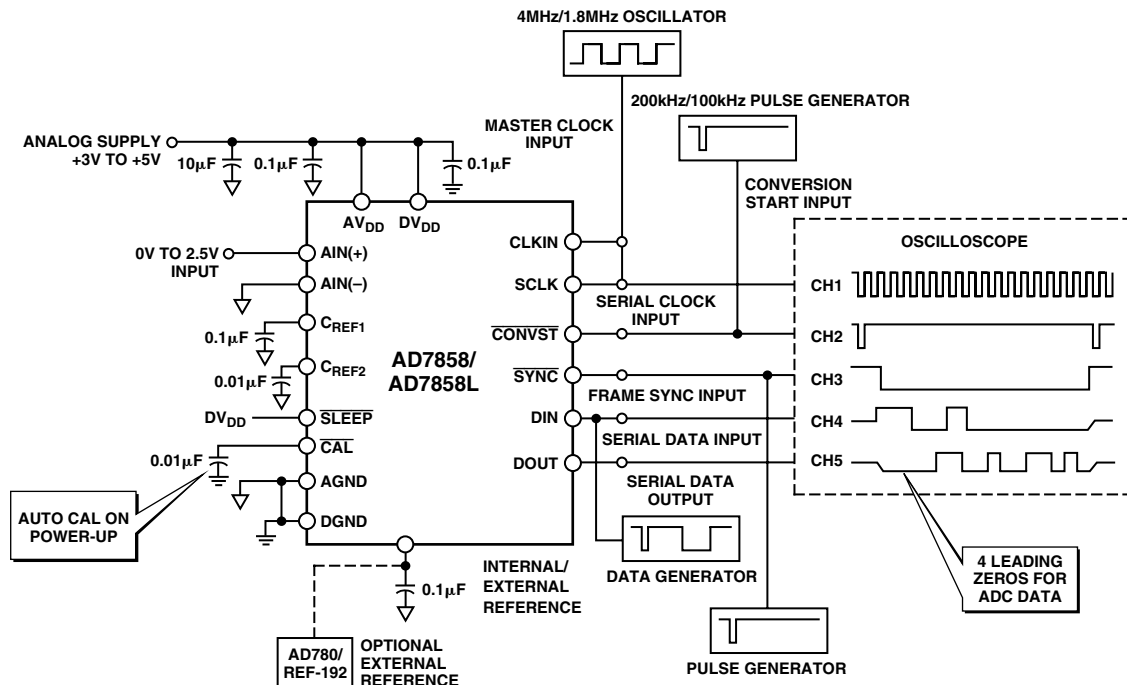 4MHz/1.8MHz OSCILLATOR
200kHz/100kHz PULSE GENERATOR
MASTER CLOCK
INPUT
ANALOG SUPPLY
+3V TO +5V
10μF
0.1μF
0.1μF
CONVERSION
START INPUT
AVDD
DVDD
OSCILLOSCOPE
0V TO 2.5V
INPUT
AIN(+)
CLKIN
AIN(–)
SCLK
CH1
SERIAL CLOCK
INPUT
CREF1
0.1μF
CONVST
CH2
AD7858/
AD7858L
CREF2
0.01μF
SYNC
CH3
FRAME SYNC INPUT
DVDD
SLEEP
DIN
CH4
SERIAL DATA INPUT
CAL
0.01μF
DOUT
CH5
SERIAL DATA
OUTPUT
AGND
AUTO CAL ON
POWER-UP
DGND
INTERNAL/
EXTERNAL
REFERENCE
0.1μF
DATA GENERATOR
4 LEADING
ZEROS FOR
ADC DATA
AD780/
REF-192
OPTIONAL
EXTERNAL
REFERENCE
PULSE GENERATOR